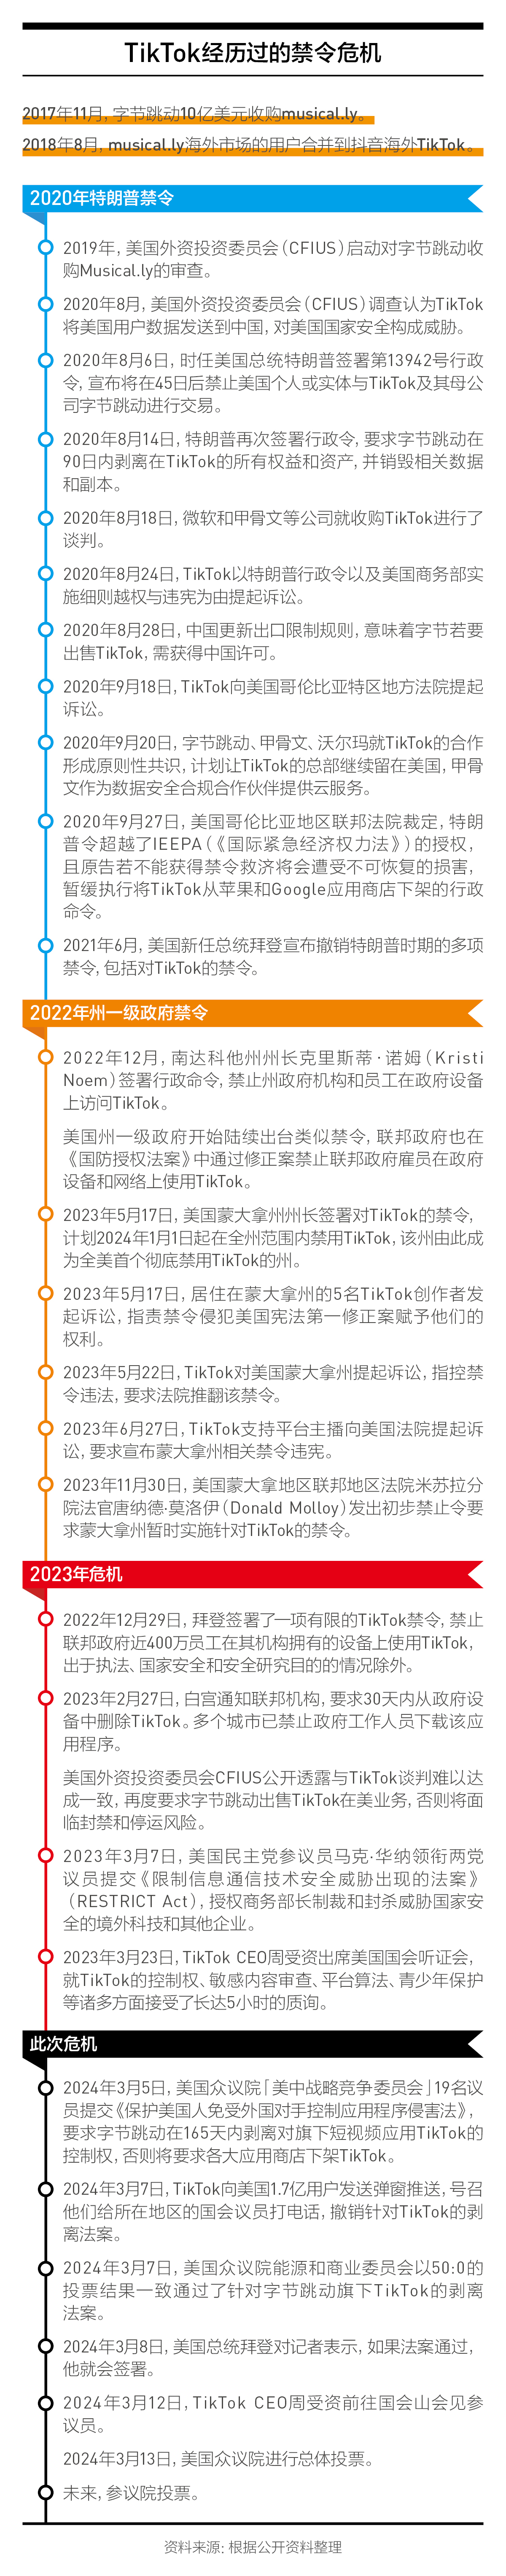 TikTok经历过的禁令危机
2017年11月, 字节跳动10亿美元收购musical.ly。
2018年8月, musical.ly海外市场的用户合并到抖音海外TikTok。
2020年特朗普禁令
2019年, 美国外资投资委员会（CFIUS）启动对字节跳动收
购Musical.ly的审查。
2020年8月, 美国外资投资委员会（CFIUS）调查认为TikTok
将美国用户数据发送到中国, 对美国国家安全构成威胁。
2020年8月6日, 时任美国总统特朗普签署第13942号行政
令, 宣布将在45日后禁止美国个人或实体与TikTok及其母公
司字节跳动进行交易。
2020年8月14日, 特朗普再次签署行政令, 要求字节跳动在
90日内剥离在TikTok的所有权益和资产, 并销毁相关数据
和副本。
2020年8月18日, 微软和甲骨文等公司就收购TikTok进行了
谈判。
2020年8月24日, TikTok以特朗普行政令以及美国商务部实
施细则越权与违宪为由提起诉讼。
2020年8月28日, 中国更新出口限制规则, 意味着字节若要
出售TikTok, 需获得中国许可。
2020年9月18日, TikTok向美国哥伦比亚特区地方法院提起
诉讼。
2020年9月20日, 字节跳动、甲骨文、沃尔玛就TikTok的合作
形成原则性共识, 计划让TikTok的总部继续留在美国, 甲骨
文作为数据安全合规合作伙伴提供云服务。
2020年9月27日, 美国哥伦比亚地区联邦法院裁定, 特朗
普令超越了IEEPA（《国际紧急经济权力法》）的授权,
且原告若不能获得禁令救济将会遭受不可恢复的损害,
暂缓执行将TikTok从苹果和Google应用商店下架的行政
命令。
2021年6月, 美国新任总统拜登宣布撤销特朗普时期的多项
禁令, 包括对TikTok的禁令。
2022年州一级政府禁令
2022年12月, 南达科他州州长克里斯蒂·诺姆（Kristi
Noem）签署行政命令, 禁止州政府机构和员工在政府设备
上访问TikTok。
美国州一级政府开始陆续出台类似禁令, 联邦政府也在
《国防授权法案》中通过修正案禁止联邦政府雇员在政府
设备和网络上使用TikTok。
2023年5月17日, 美国蒙大拿州州长签署对TikTok的禁令,
计划2024年1月1日起在全州范围内禁用TikTok, 该州由此成
为全美首个彻底禁用TikTok的州。
2023年5月17日, 居住在蒙大拿州的5名TikTok创作者发
起诉讼, 指责禁令侵犯美国宪法第一修正案赋予他们的
权利。
2023年5月22日, TikTok对美国蒙大拿州提起诉讼, 指控禁
令违法, 要求法院推翻该禁令。
2023年6月27日, TikTok支持平台主播向美国法院提起诉
讼, 要求宣布蒙大拿州相关禁令违宪。
2023年11月30日, 美国蒙大拿地区联邦地区法院米苏拉分
院法官唐纳德·莫洛伊（Donald Molloy）发出初步禁止令要
求蒙大拿州暂时实施针对TikTok的禁令。
2023年危机
2022年12月29日, 拜登签署了一项有限的TikTok禁令, 禁止
联邦政府近400万员工在其机构拥有的设备上使用TikTok,
出于执法、国家安全和安全研究目的的情况除外。
2023年2月27日, 白宫通知联邦机构, 要求30天内从政府设
备中删除TikTok。多个城市已禁止政府工作人员下载该应
用程序。
美国外资投资委员会CFIUS公开透露与TikTok谈判难以达
成一致, 再度要求字节跳动出售TikTok在美业务, 否则将面
临封禁和停运风险。
2023年3月7日, 美国民主党参议员马克·华纳领衔两党
议员提交《限制信息通信技术安全威胁出现的法案》
（RESTRICT Act）, 授权商务部长制裁和封杀威胁国家安
全的境外科技和其他企业。
2023年3月23日, TikTok CEO周受资出席美国国会听证会,
就TikTok的控制权、敏感内容审查、平台算法、青少年保护
等诸多方面接受了长达5小时的质询。
此次危机
2024年3月5日, 美国众议院「美中战略竞争委员会」19名议
员提交《保护美国人免受外国对手控制应用程序侵害法》,
要求字节跳动在165天内剥离对旗下短视频应用TikTok的
控制权, 否则将要求各大应用商店下架TikTok。
2024年3月7日, TikTok向美国1.7亿用户发送弹窗推送, 号召
他们给所在地区的国会议员打电话, 撤销针对TikTok的剥
离法案。
2024年3月7日, 美国众议院能源和商业委员会以50:0的
投票结果一致通过了针对字节跳动旗下TikTok的剥离
法案。
2024年3月8日, 美国总统拜登对记者表示, 如果法案通过,
他就会签署。
2024年3月12日, TikTok CEO周受资前往国会山会见参
议员。
2024年3月13日, 美国众议院进行总体投票。
未来, 参议院投票。
资料来源: 根据公开资料整理